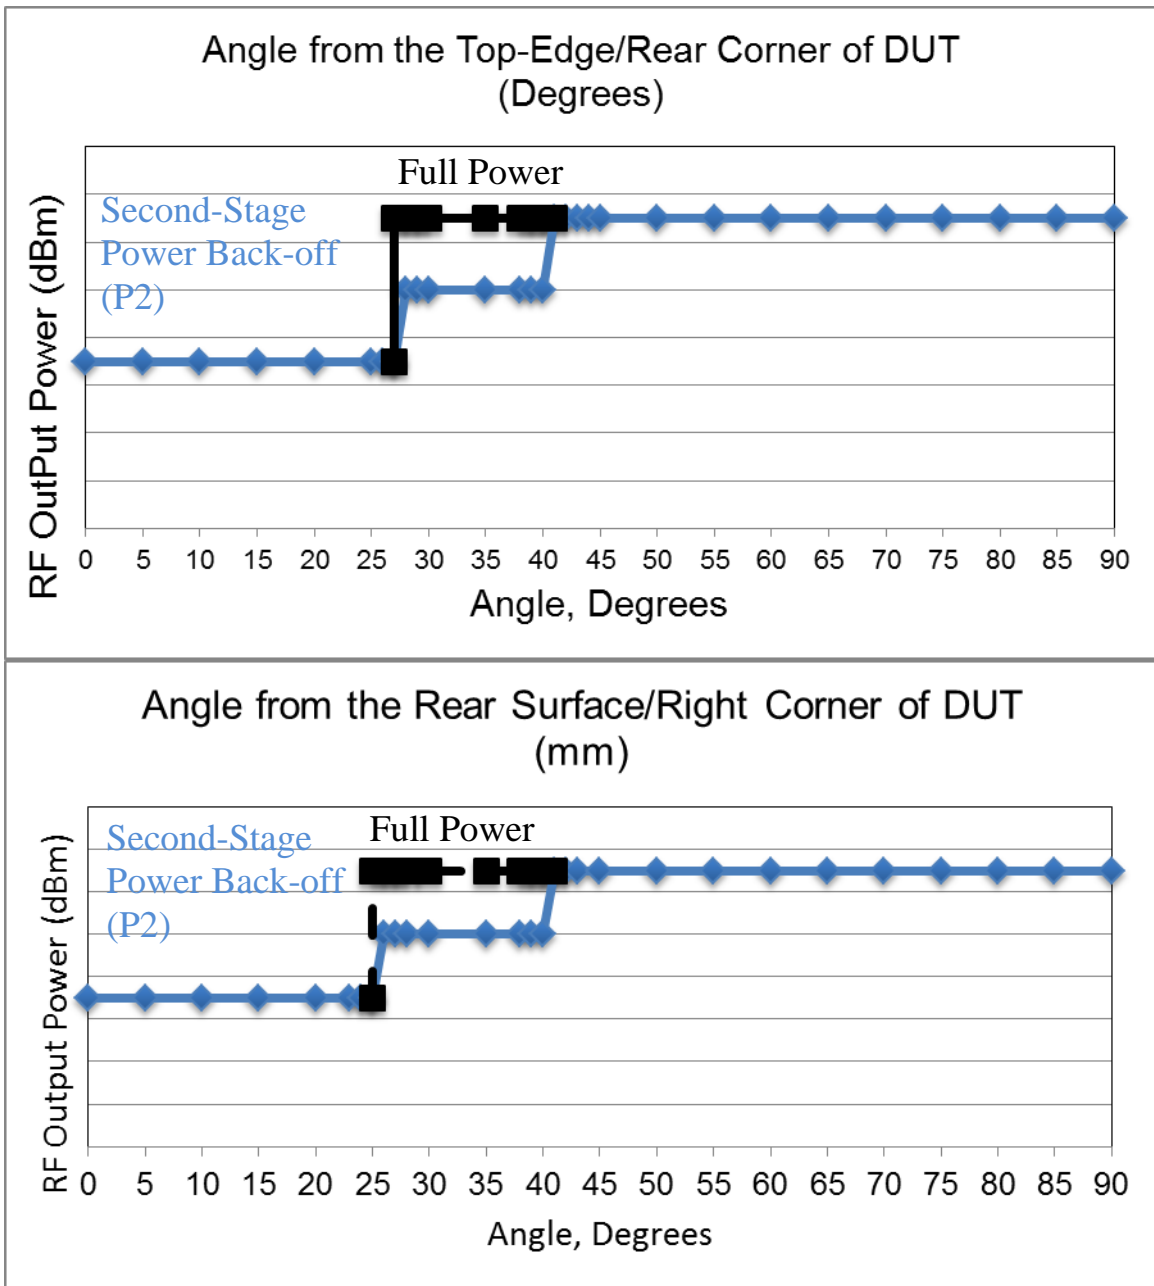 Angle from the Top-Edge/Rear Corner of DUT
(Degrees)
Full Power
Second-Stage
Power Back-off
(P2)
RF OutPut Power (dBm)
0 5 10 15 20 25 30 35 40 45 50 55 60 65 70 75 80 85 90
Angle, Degrees
Angle from the Rear Surface/Right Corner of DUT
(mm)
Full Power
Second-Stage
Power Back-off
(P2)
RF Output Power (dBm)
0 5 10 15 20 25 30 35 40 45 50 55 60 65 70 75 80 85 90
Angle, Degrees